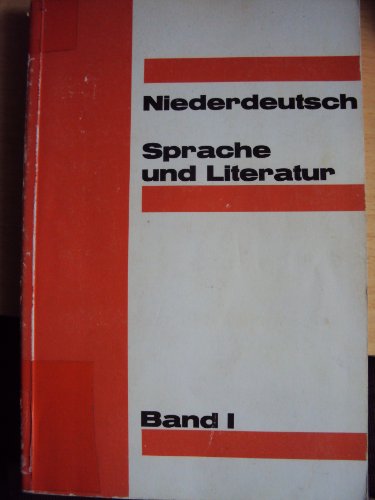 Niederdeutsch
Sprache
und Literatur
Band I